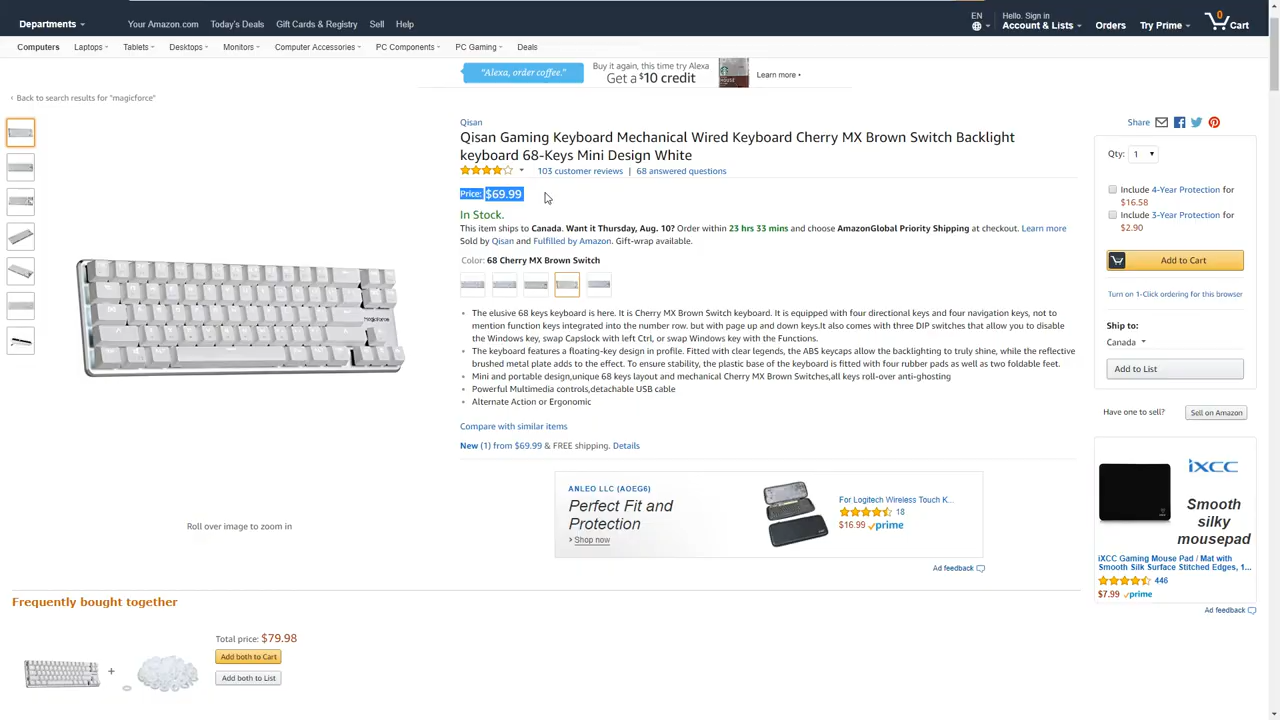 Departments
Your Amazon.com
Today's Deals
Gift Cards & Registry
Sell
Help
EN
Hello. Sign in
Account & Lists
Orders
Try Prime
0
Cart
Computers
Laptops
Tablets
Desktops
Monitors
Computer Accessories
PC Components
PC Gaming
Deals
"Alexa, order coffee."
Buy it again, this time try Alexa
Get a $10 credit
Learn more
‹ Back to search results for "magicforce"
Share
Qisan
Qisan Gaming Keyboard Mechanical Wired Keyboard Cherry MX Brown Switch Backlight
keyboard 68-Keys Mini Design White
103 customer reviews | 68 answered questions
Price: $69.99
In Stock.
This item ships to Canada. Want it Thursday, Aug. 10? Order within 23 hrs 33 mins and choose AmazonGlobal Priority Shipping at checkout. Learn more
Sold by Qisan and Fulfilled by Amazon. Gift-wrap available.
Color: 68 Cherry MX Brown Switch
• The elusive 68 keys keyboard is here. It is Cherry MX Brown Switch keyboard. It is equipped with four directional keys and four navigation keys, not to
mention function keys integrated into the number row. but with page up and down keys.It also comes with three DIP switches that allow you to disable
the Windows key, swap Capslock with left Ctrl, or swap Windows key with the Functions.
• The keyboard features a floating-key design in profile. Fitted with clear legends, the ABS keycaps allow the backlighting to truly shine, while the reflective
brushed metal plate adds to the effect. To ensure stability, the plastic base of the keyboard is fitted with four rubber pads as well as two foldable feet.
• Mini and portable design,unique 68 keys layout and mechanical Cherry MX Brown Switches,all keys roll-over anti-ghosting
• Powerful Multimedia controls,detachable USB cable
• Alternate Action or Ergonomic
Compare with similar items
New (1) from $69.99 & FREE shipping. Details
magicforce
Roll over image to zoom in
Qty: 1
Include 4-Year Protection for
$16.58
Include 3-Year Protection for
$2.90
Add to Cart
Turn on 1-Click ordering for this browser
Ship to:
Canada
Add to List
Have one to sell?
Sell on Amazon
ANLEO LLC (AOEG6)
Perfect Fit and
Protection
Shop now
For Logitech Wireless Touch K...
18
$16.99 prime
Ad feedback
iXCC
Smooth
silky
mousepad
iXCC Gaming Mouse Pad / Mat with
Smooth Silk Surface Stitched Edges, 1...
446
$7.99 prime
Ad feedback
Frequently bought together
Total price: $79.98
+
Add both to Cart
Add both to List